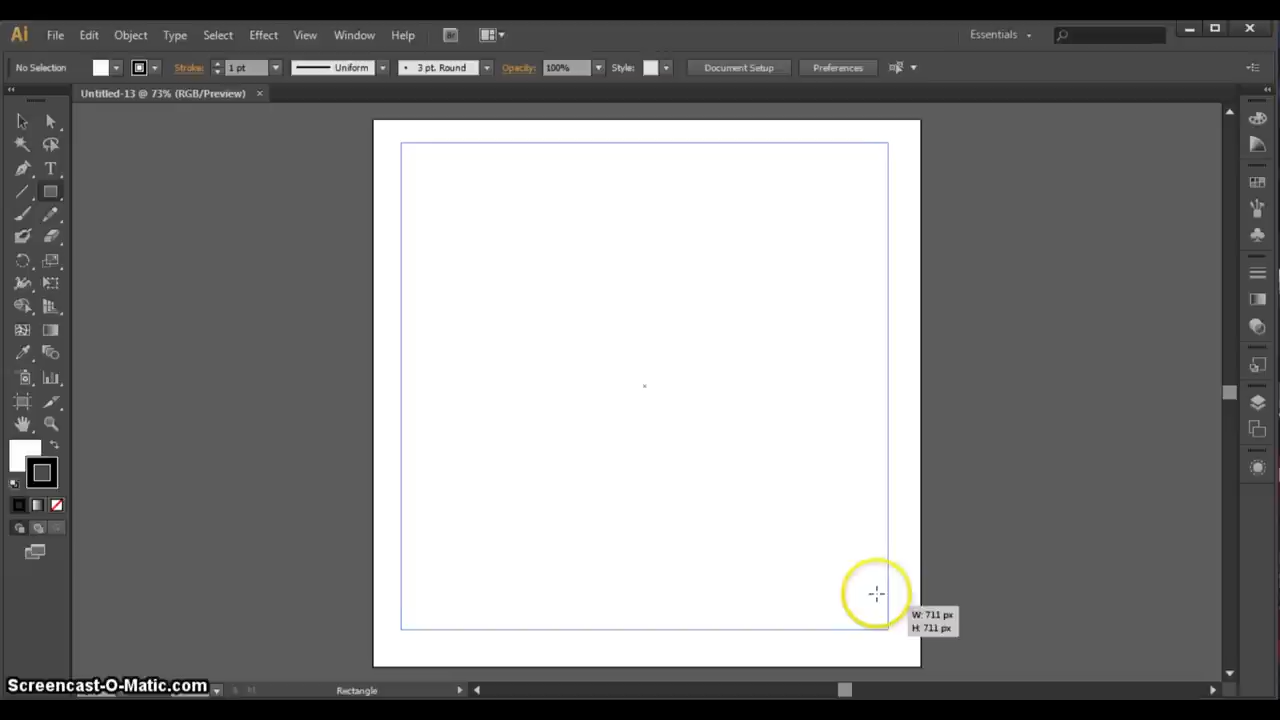 Ai File Edit Object Type Select Effect View Window Help Br Essentials
No Selection Stroke: 1 pt Uniform 3 pt. Round Opacity: 100% Style: Document Setup Preferences
Untitled-13 @ 73% (RGB/Preview) ×
T
W: 711 px
H: 711 px
Screencast-O-Matic.com
Rectangle